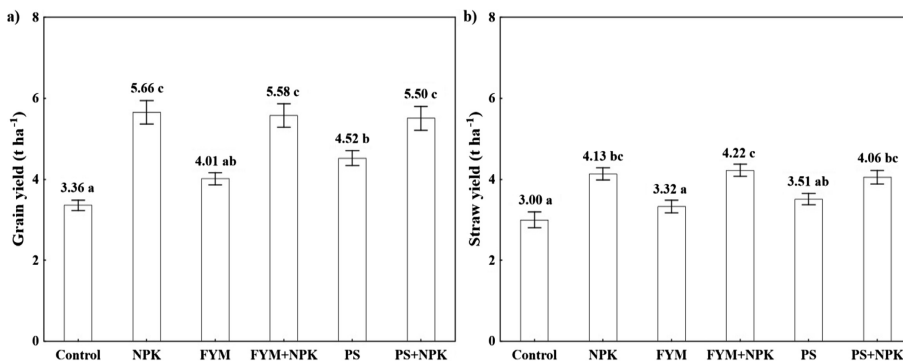 a)
Grain yield (t ha⁻¹)
8
6
4
2
0
3.36 a
5.66 c
4.01 ab
5.58 c
4.52 b
5.50 c
Control NPK FYM FYM+NPK PS PS+NPK
b)
Straw yield (t ha⁻¹)
8
6
4
2
0
3.00 a
4.13 bc
3.32 a
4.22 c
3.51 ab
4.06 bc
Control NPK FYM FYM+NPK PS PS+NPK